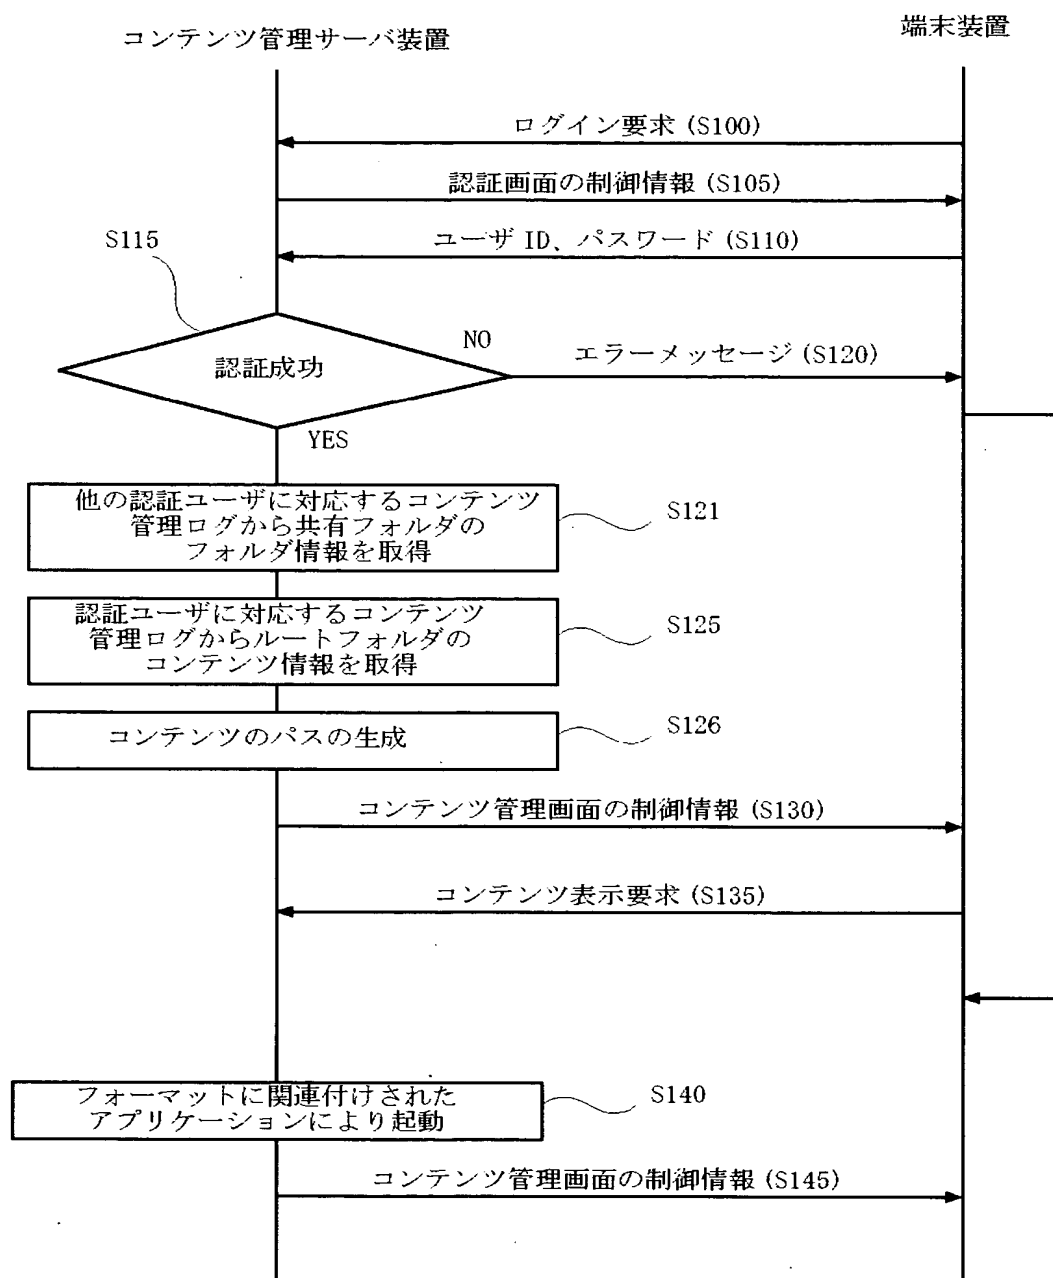 コンテンツ管理サーバ装置
端末装置
ログイン要求 (S100)
認証画面の制御情報 (S105)
ユーザ ID、パスワード (S110)
S115
認証成功
NO
エラーメッセージ (S120)
YES
他の認証ユーザに対応するコンテンツ
管理ログから共有フォルダの
フォルダ情報を取得
S121
認証ユーザに対応するコンテンツ
管理ログからルートフォルダの
コンテンツ情報を取得
S125
コンテンツのパスの生成
S126
コンテンツ管理画面の制御情報 (S130)
コンテンツ表示要求 (S135)
フォーマットに関連付けされた
アプリケーションにより起動
S140
コンテンツ管理画面の制御情報 (S145)